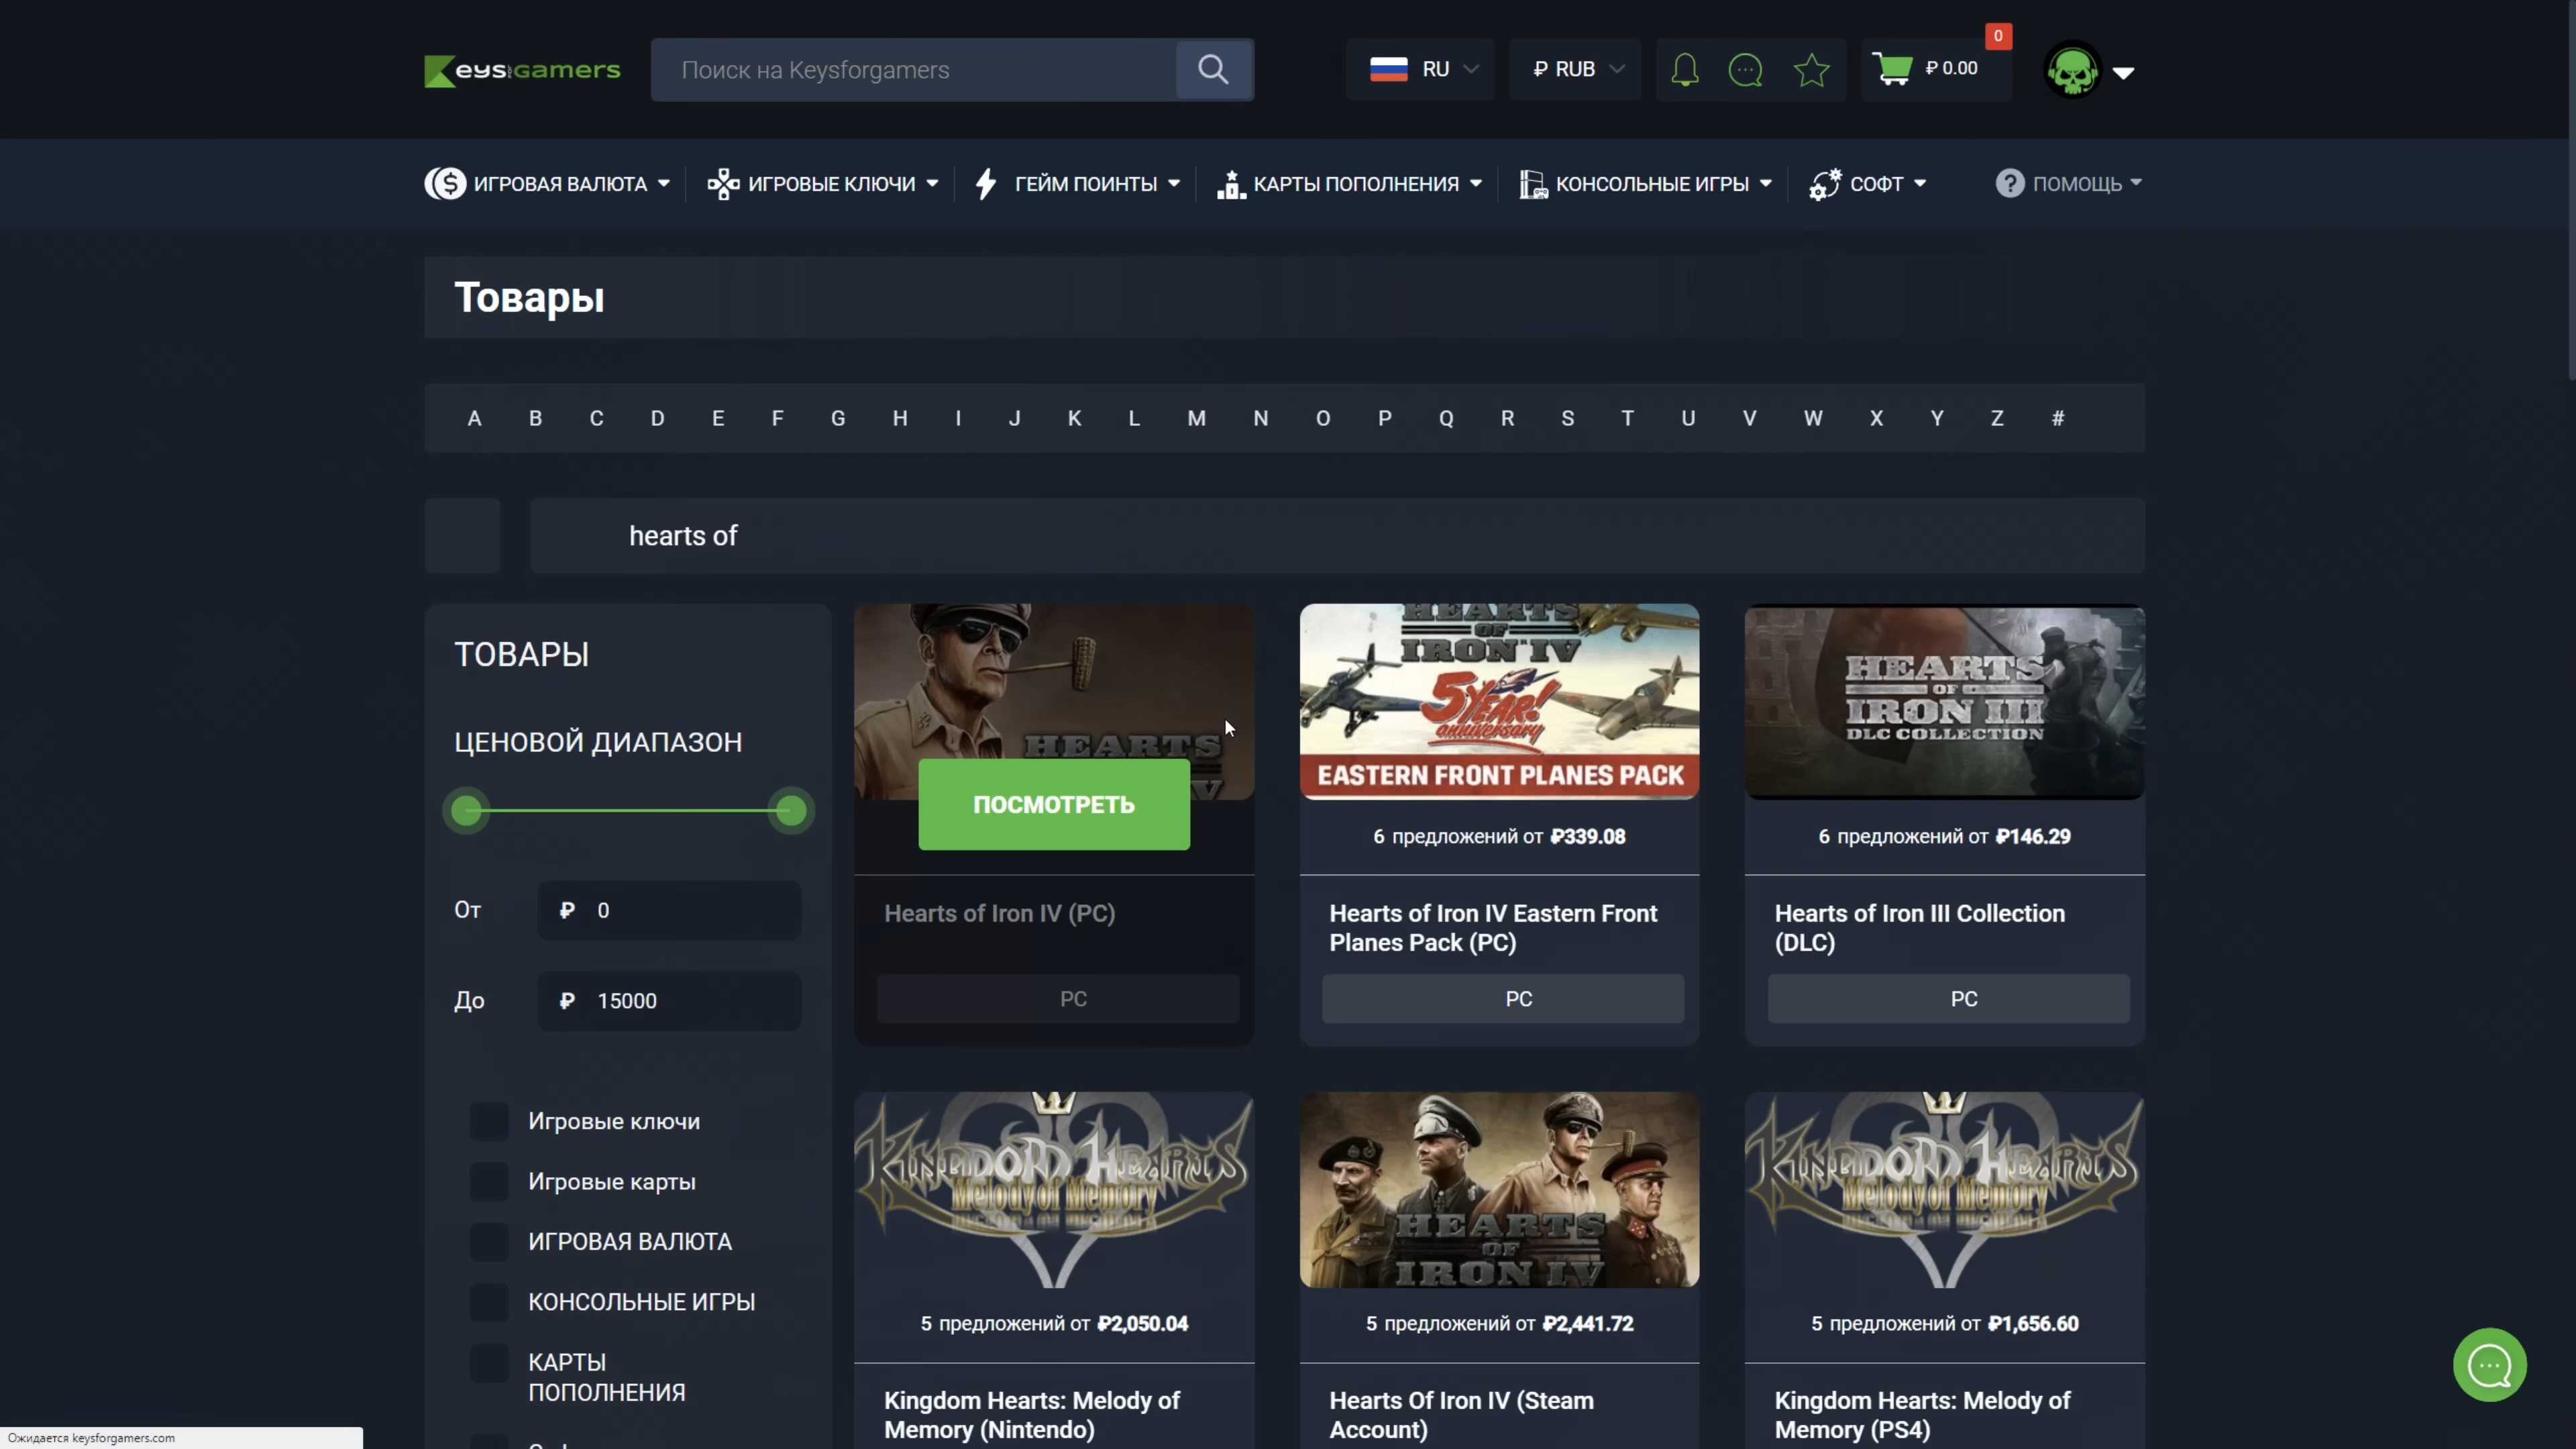 Keys for Gamers
Поиск на Keysforgamers
RU
₽ RUB
0
₽ 0.00
ИГРОВАЯ ВАЛЮТА
ИГРОВЫЕ КЛЮЧИ
ГЕЙМ ПОИНТЫ
КАРТЫ ПОПОЛНЕНИЯ
КОНСОЛЬНЫЕ ИГРЫ
СОФТ
ПОМОЩЬ
Товары
A B C D E F G H I J K L M N O P Q R S T U V W X Y Z #
hearts of
ТОВАРЫ
ЦЕНОВОЙ ДИАПАЗОН
От ₽ 0
До ₽ 15000
Игровые ключи
Игровые карты
ИГРОВАЯ ВАЛЮТА
КОНСОЛЬНЫЕ ИГРЫ
КАРТЫ
ПОПОЛНЕНИЯ
HEARTS
ПОСМОТРЕТЬ
Hearts of Iron IV (PC)
PC
HEARTS
OF
IRON IV
5 YEAR!
anniversary
EASTERN FRONT PLANES PACK
6 предложений от ₽339.08
Hearts of Iron IV Eastern Front
Planes Pack (PC)
PC
HEARTS
OF
IRON III
DLC COLLECTION
6 предложений от ₽146.29
Hearts of Iron III Collection
(DLC)
PC
KINGDOM HEARTS
Melody of Memory
5 предложений от ₽2,050.04
Kingdom Hearts: Melody of
Memory (Nintendo)
HEARTS
OF
IRON IV
5 предложений от ₽2,441.72
Hearts Of Iron IV (Steam
Account)
KINGDOM HEARTS
Melody of Memory
5 предложений от ₽1,656.60
Kingdom Hearts: Melody of
Memory (PS4)
Ожидается keysforgamers.com